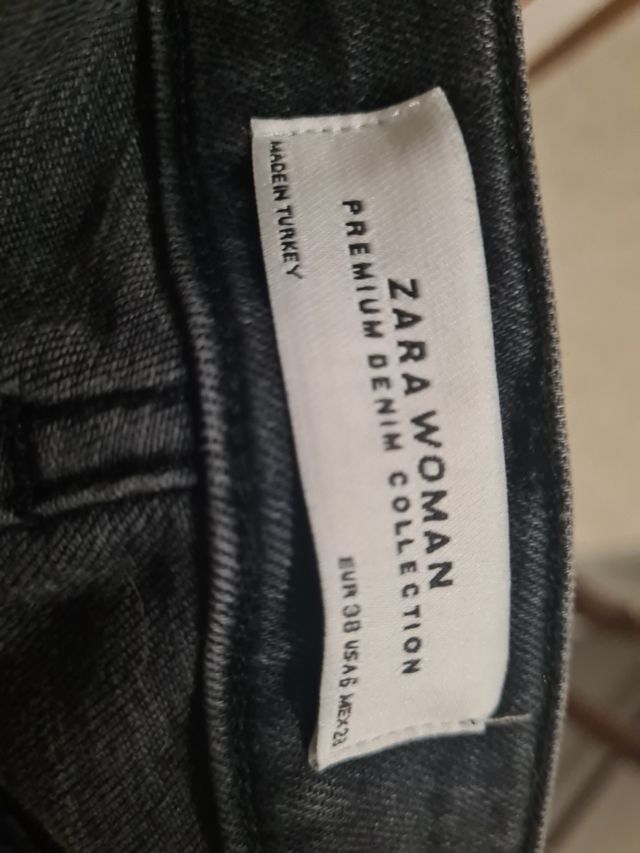 ZARA WOMAN
PREMIUM DENIM COLLECTION
MADE IN TURKEY
EUR 38 USA 6 MEX 28